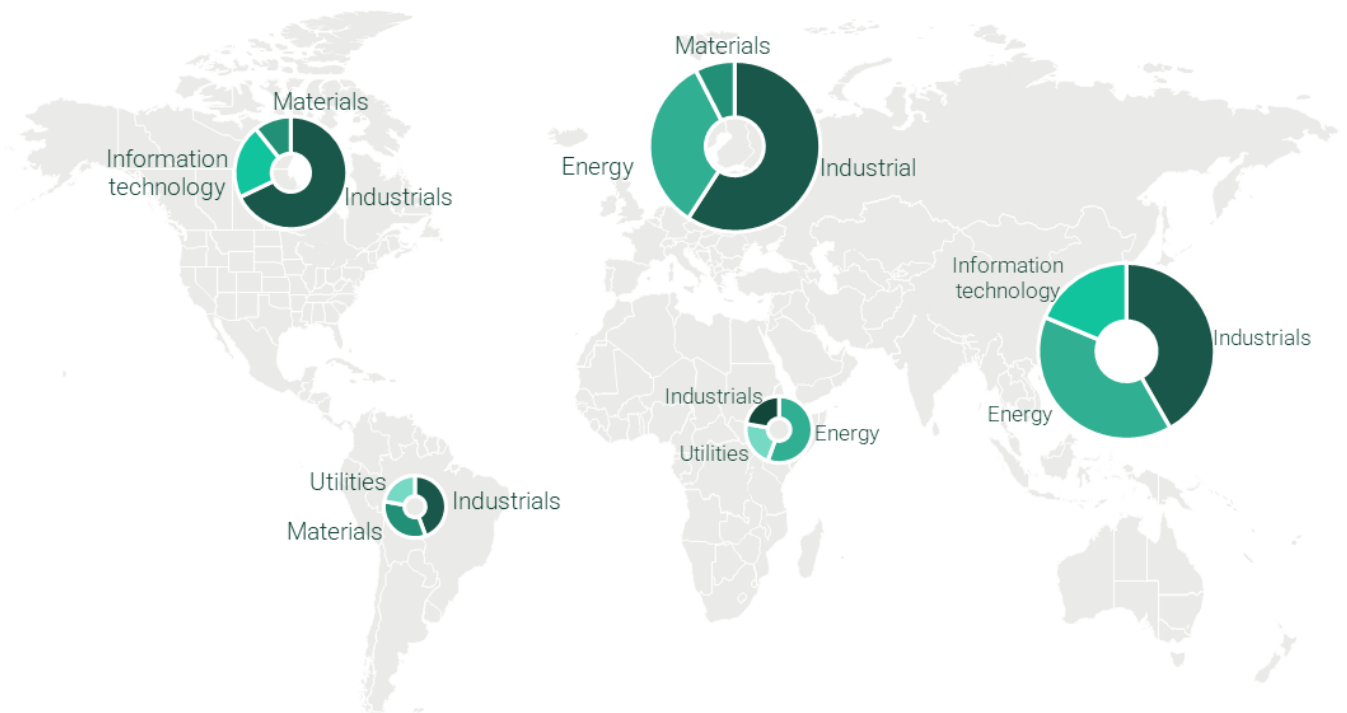 Materials
Information
technology
Industrials
Materials
Energy
Industrial
Information
technology
Industrials
Energy
Industrials
Energy
Utilities
Utilities
Industrials
Materials